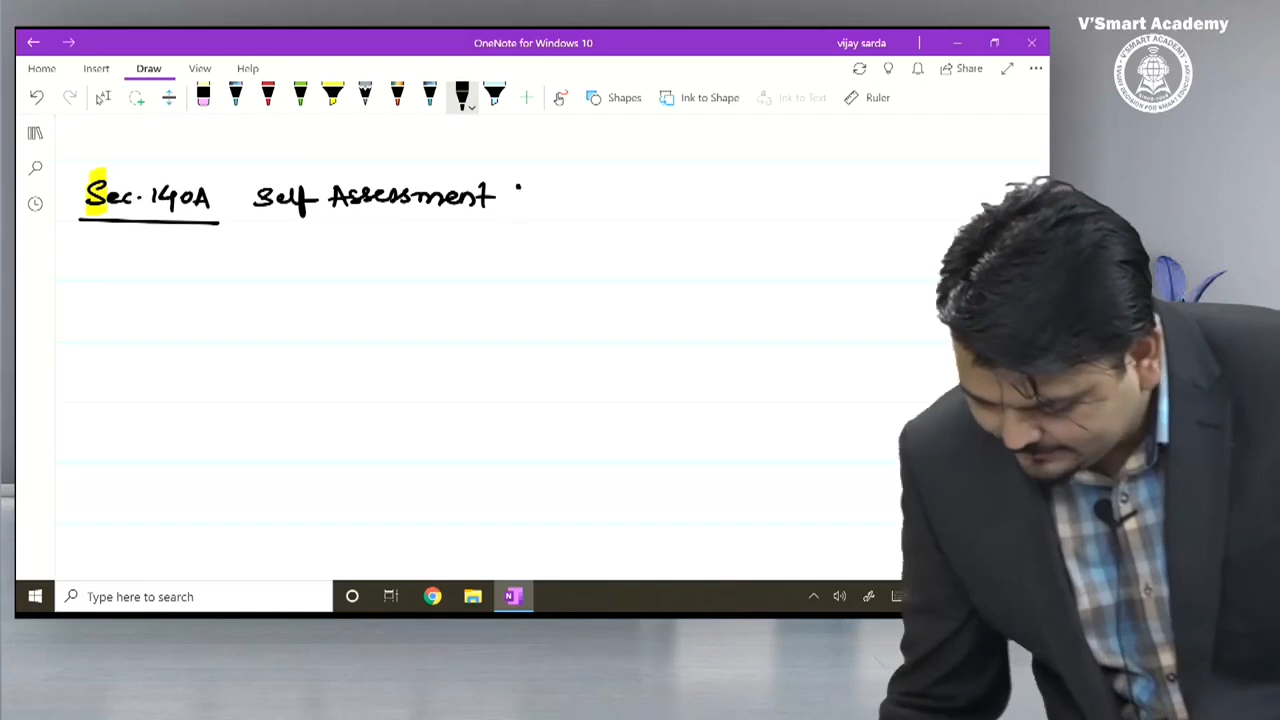 V'Smart Academy
OneNote for Windows 10
vijay sarda
Home Insert Draw View Help
Share
Shapes Ink to Shape Ink to Text Ruler
Sec. 140A Self Assessment
Type here to search